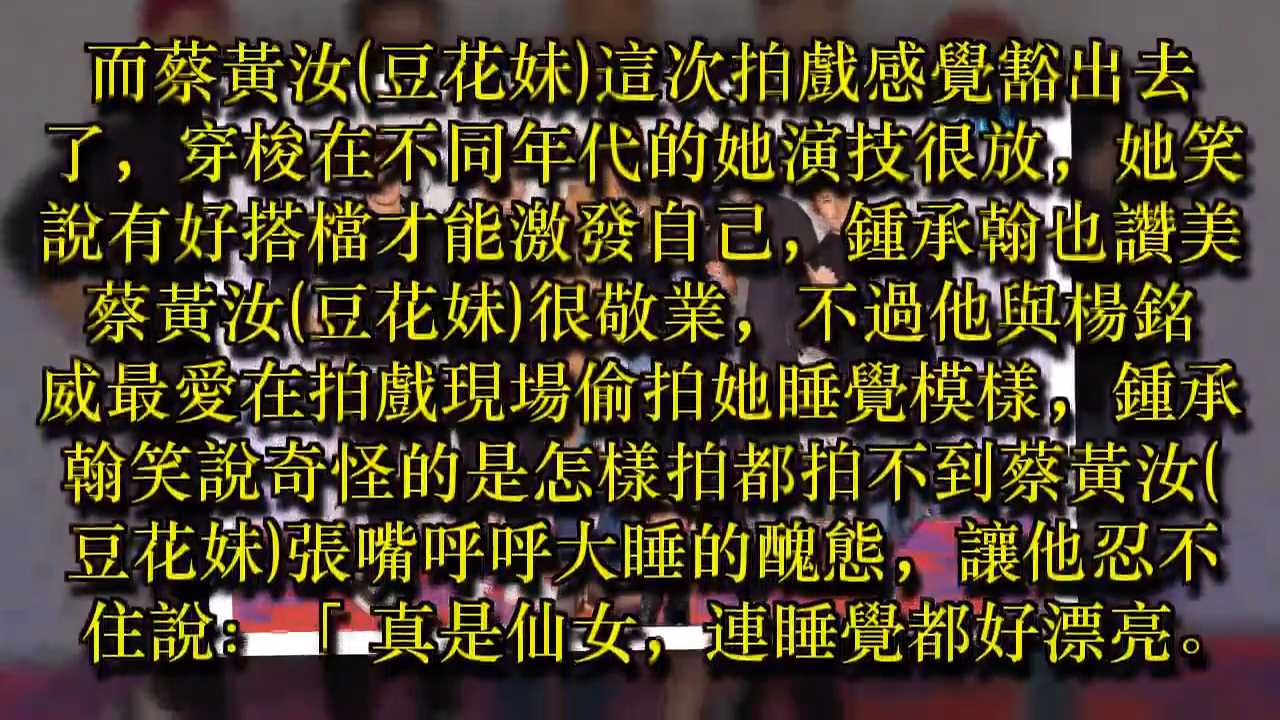 而蔡黃汝(豆花妹)這次拍戲感覺豁出去
了，穿梭在不同年代的她演技很放，她笑
說有好搭檔才能激發自己，鍾承翰也讚美
蔡黃汝(豆花妹)很敬業，不過他與楊銘
威最愛在拍戲現場偷拍她睡覺模樣，鍾承
翰笑說奇怪的是怎樣拍都拍不到蔡黃汝(
豆花妹)張嘴呼呼大睡的醜態，讓他忍不
住說：「真是仙女，連睡覺都好漂亮。